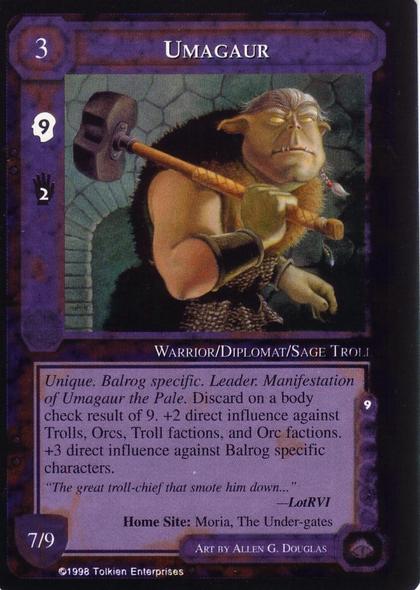 3
UMAGAUR
9
2
WARRIOR/DIPLOMAT/SAGE TROLL
Unique. Balrog specific. Leader. Manifestation
of Umagaur the Pale. Discard on a body
check result of 9. +2 direct influence against
Trolls, Orcs, Troll factions, and Orc factions.
+3 direct influence against Balrog specific
characters.
9
"The great troll-chief that smote him down..."
—LotRVI
Home Site: Moria, The Under-gates
7/9
ART BY ALLEN G. DOUGLAS
©1998 Tolkien Enterprises